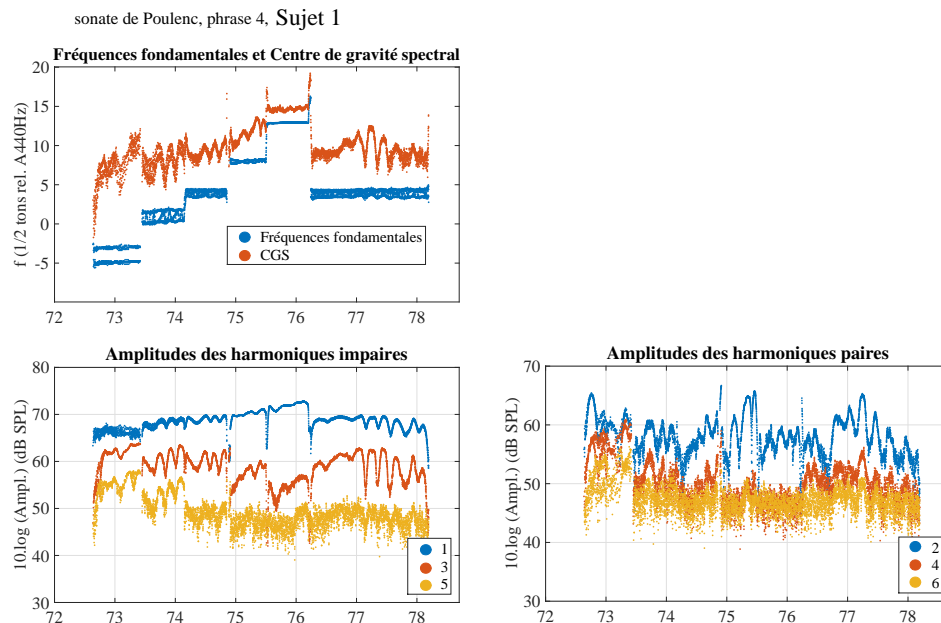 sonate de Poulenc, phrase 4, Sujet 1
Fréquences fondamentales et Centre de gravité spectral
20
15
10
5
0
-5
f (1/2 tons rel. A440Hz)
Fréquences fondamentales
CGS
72 73 74 75 76 77 78
Amplitudes des harmoniques impaires
80
70
60
50
40
30
10.log (Ampl.) (dB SPL)
1
3
5
72 73 74 75 76 77 78
Amplitudes des harmoniques paires
70
60
50
40
30
10.log (Ampl.) (dB SPL)
2
4
6
72 73 74 75 76 77 78